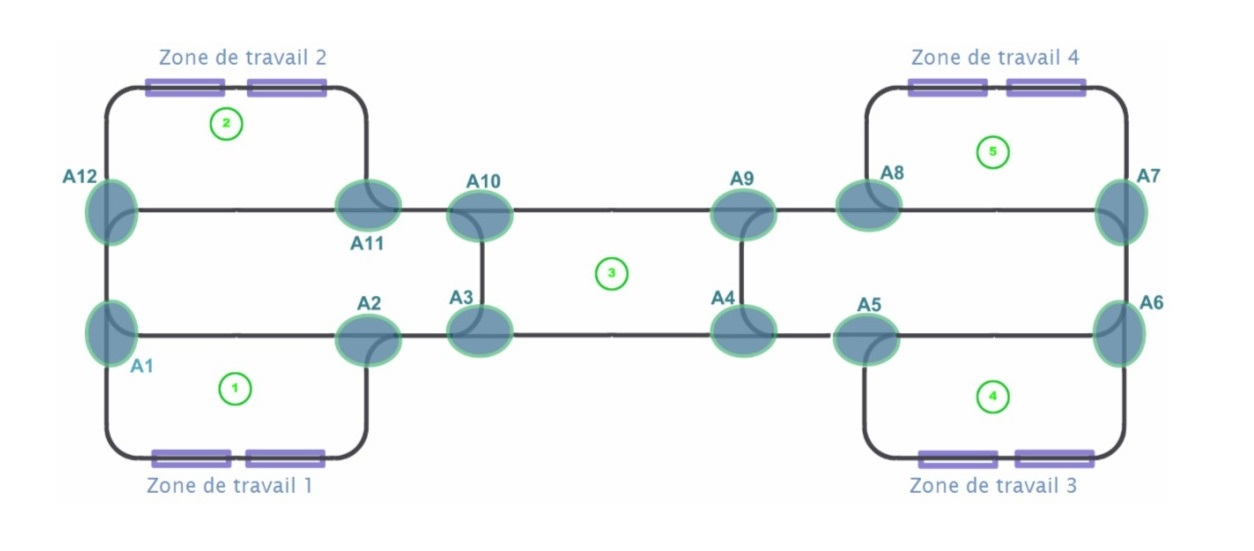 Zone de travail 2
Zone de travail 4
2
5
A12
A10
A9
A8
A7
A11
3
A2
A3
A4
A5
A6
A1
1
4
Zone de travail 1
Zone de travail 3